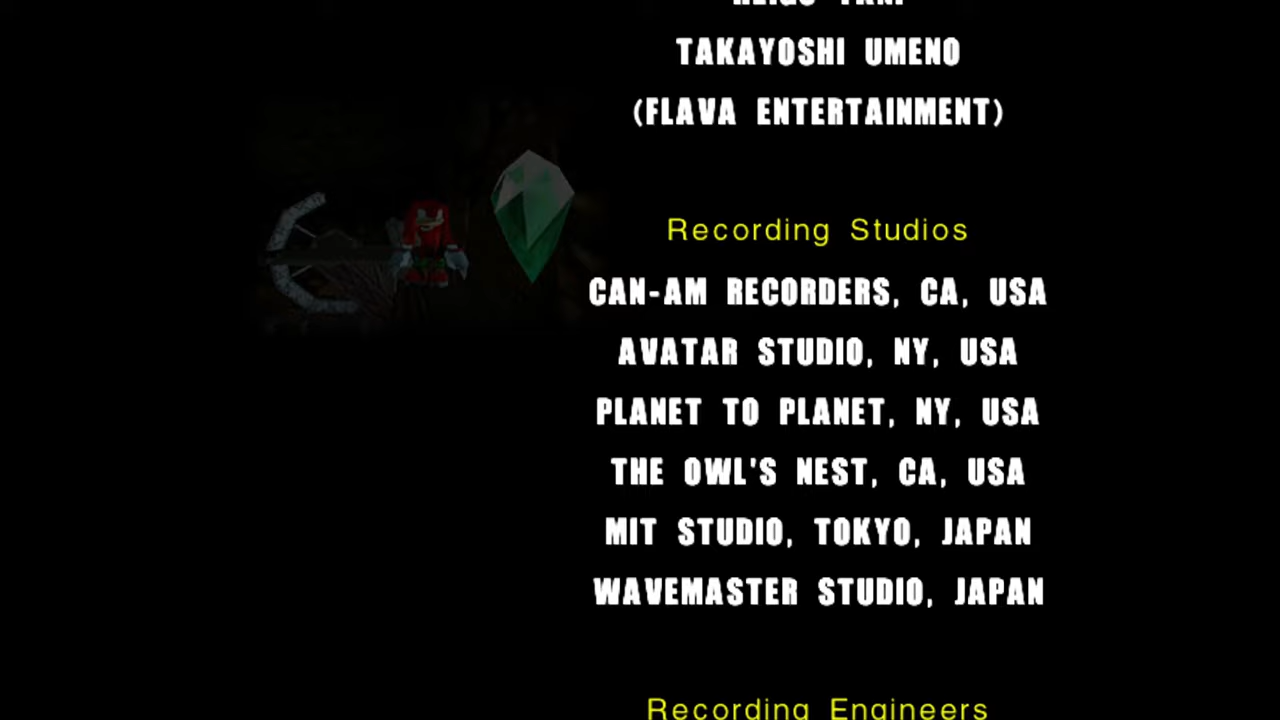 TAKAYOSHI UMENO
(FLAVA ENTERTAINMENT)
Recording Studios
CAN-AM RECORDERS, CA, USA
AVATAR STUDIO, NY, USA
PLANET TO PLANET, NY, USA
THE OWL'S NEST, CA, USA
MIT STUDIO, TOKYO, JAPAN
WAVEMASTER STUDIO, JAPAN
Recording Engineers